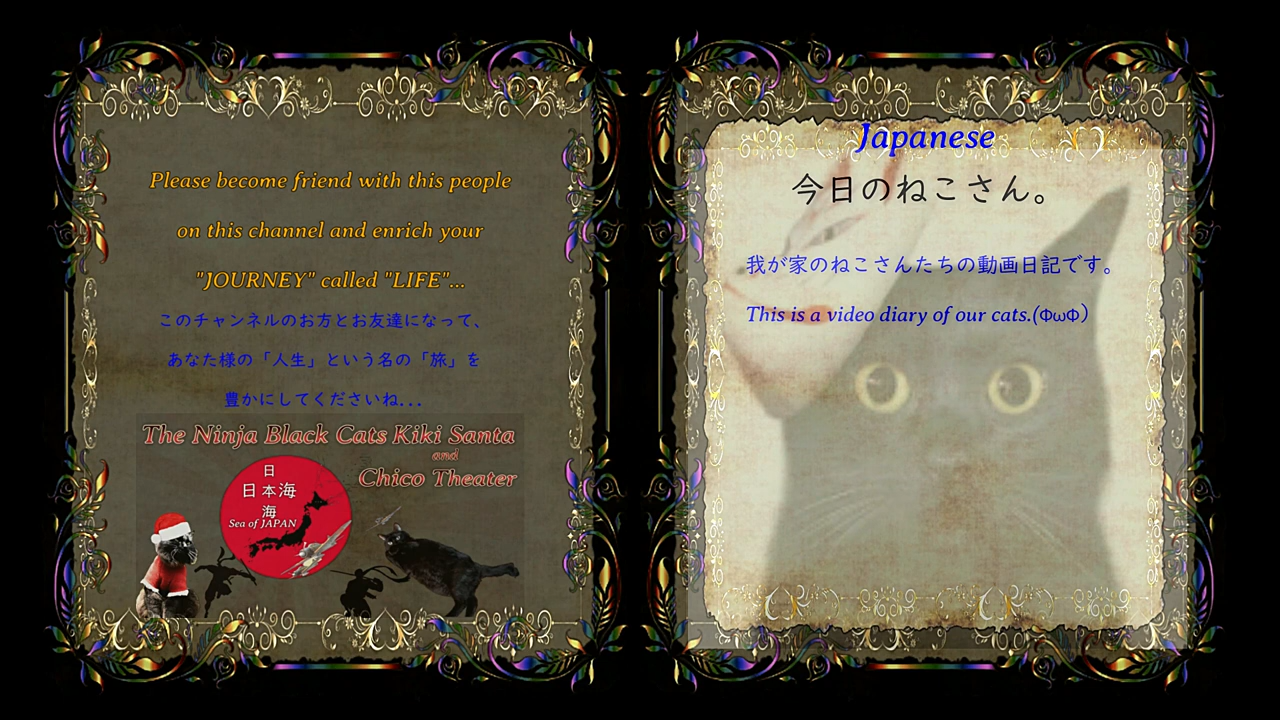 Please become friend with this people
on this channel and enrich your
"JOURNEY" called "LIFE"...
このチャンネルのお方とお友達になって、
あなた様の「人生」という名の「旅」を
豊かにしてくださいね...
The Ninja Black Cats Kiki Santa
and
Chico Theater
日
日本海
海
Sea of JAPAN
Japanese
今日のねこさん。
我が家のねこさんたちの動画日記です。
This is a video diary of our cats.(ΦωΦ)